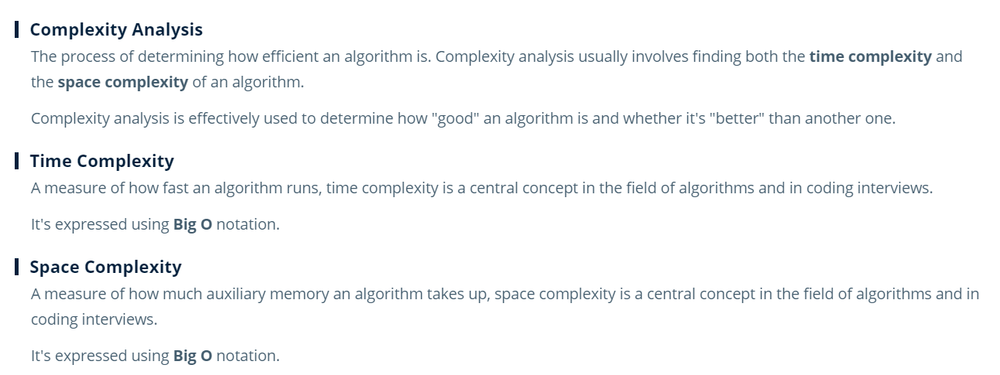 Complexity Analysis
The process of determining how efficient an algorithm is. Complexity analysis usually involves finding both the time complexity and
the space complexity of an algorithm.
Complexity analysis is effectively used to determine how "good" an algorithm is and whether it's "better" than another one.
Time Complexity
A measure of how fast an algorithm runs, time complexity is a central concept in the field of algorithms and in coding interviews.
It's expressed using Big O notation.
Space Complexity
A measure of how much auxiliary memory an algorithm takes up, space complexity is a central concept in the field of algorithms and in
coding interviews.
It's expressed using Big O notation.